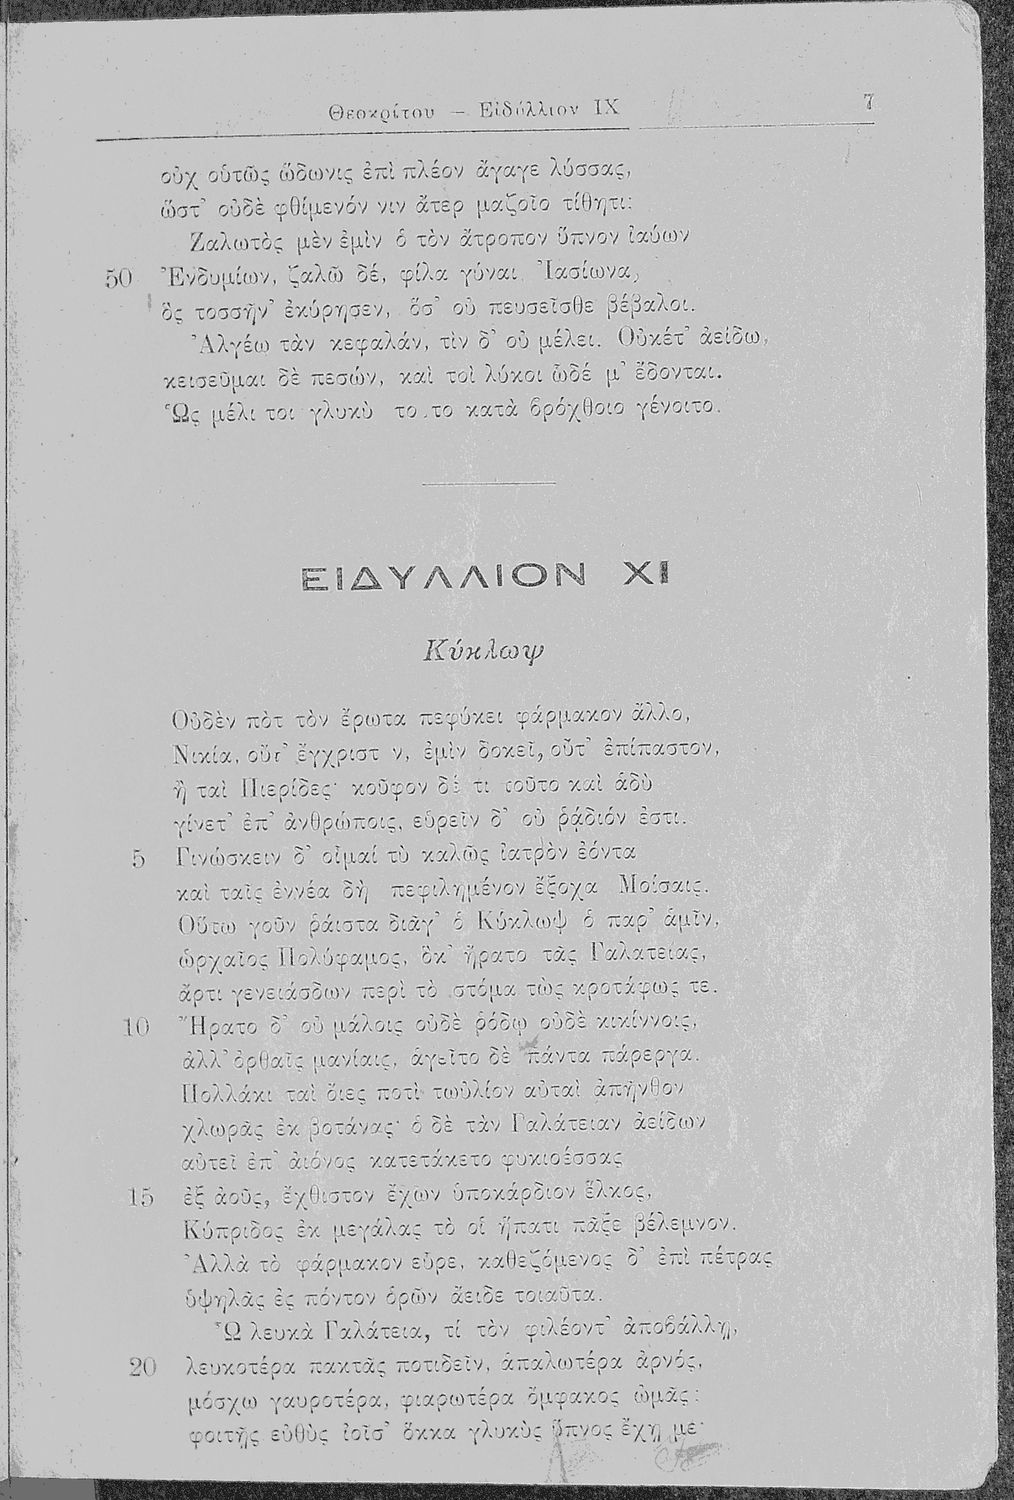 Θεοκρίτου — Εἰδύλλιον IX 7
οὐχ οὑτῶς ὥδωνις ἐπὶ πλέον ἄγαγε λύσσας,
ὥστ᾽ οὐδὲ φθίμενόν νιν ἄτερ μαζοῖο τίθητι;
Ζαλωτὸς μὲν ἐμὶν ὁ τὸν ἄτροπον ὕπνον ἰαύων
50 Ἐνδυμίων, ζαλῶ δέ, φίλα γύναι, Ἰασίωνα,
ὃς τοσσῆν᾽ ἐκύρησεν, ὅσ᾽ οὐ πευσεῖσθε βέβαλοι.
Ἀλγέω τὰν κεφαλάν, τὶν δ᾽ οὐ μέλει. Οὐκέτ᾽ ἀείδω,
κεισεῦμαι δὲ πεσών, καὶ τοὶ λύκοι ὧδέ μ᾽ ἔδονται.
Ὡς μέλι τοι γλυκὺ το.το κατὰ βρόχθοιο γένοιτο.
ΕΙΔΥΛΛΙΟΝ XI
Κύκλωψ
Οὐδὲν πὸτ τὸν ἔρωτα πεφύκει φάρμακον ἄλλο,
Νικία, οὔτ᾽ ἔγχριστ ν, ἐμὶν δοκεῖ, οὔτ᾽ ἐπίπαστον,
ἢ ταὶ Πιερίδες· κοῦφον δέ τι τοῦτο καὶ ἁδὺ
γίνετ᾽ ἐπ᾽ ἀνθρώποις, εὑρεῖν δ᾽ οὐ ῥᾴδιόν ἐστι.
5 Γινώσκειν δ᾽ οἶμαί τὺ καλῶς ἰατρὸν ἐόντα
καὶ ταῖς ἐννέα δὴ πεφιλημένον ἔξοχα Μοίσαις.
Οὕτω γοῦν ῥάιστα διᾶγ᾽ ὁ Κύκλωψ ὁ παρ᾽ ἁμῖν,
ὡρχαῖος Πολύφαμος, ὅκ᾽ ἤρατο τᾶς Γαλατείας,
ἄρτι γενειάσδων περὶ τὸ στόμα τὼς κροτάφως τε.
10 Ἤρατο δ᾽ οὐ μάλοις οὐδὲ ῥόδῳ οὐδὲ κικίννοις,
ἀλλ᾽ ὀρθαῖς μανίαις, ἁγεῖτο δὲ πάντα πάρεργα.
Πολλάκι ταὶ ὄιες ποτὶ τωὐλίον αὐταὶ ἀπῆνθον
χλωρᾶς ἐκ βοτάνας· ὁ δὲ τὰν Γαλάτειαν ἀείδων
αὐτεῖ ἐπ᾽ ἀιόνος κατετάκετο φυκιοέσσας
15 ἐξ ἀοῦς, ἔχθιστον ἔχων ὑποκάρδιον ἕλκος,
Κύπριδος ἐκ μεγάλας τὸ οἱ ἥπατι πᾶξε βέλεμνον.
Ἀλλὰ τὸ φάρμακον εὗρε, καθεζόμενος δ᾽ ἐπὶ πέτρας
ὑψηλᾶς ἐς πόντον ὁρῶν ἄειδε τοιαῦτα.
Ὦ λευκὰ Γαλάτεια, τί τὸν φιλέοντ᾽ ἀποβάλλῃ,
20 λευκοτέρα πακτᾶς ποτιδεῖν, ἁπαλωτέρα ἀρνός,
μόσχω γαυροτέρα, φιαρωτέρα ὄμφακος ὠμᾶς;
φοιτῇς εὐθὺς ἰοῖσ᾽ ὅκκα γλυκὺς ὕπνος ἔχῃ με·